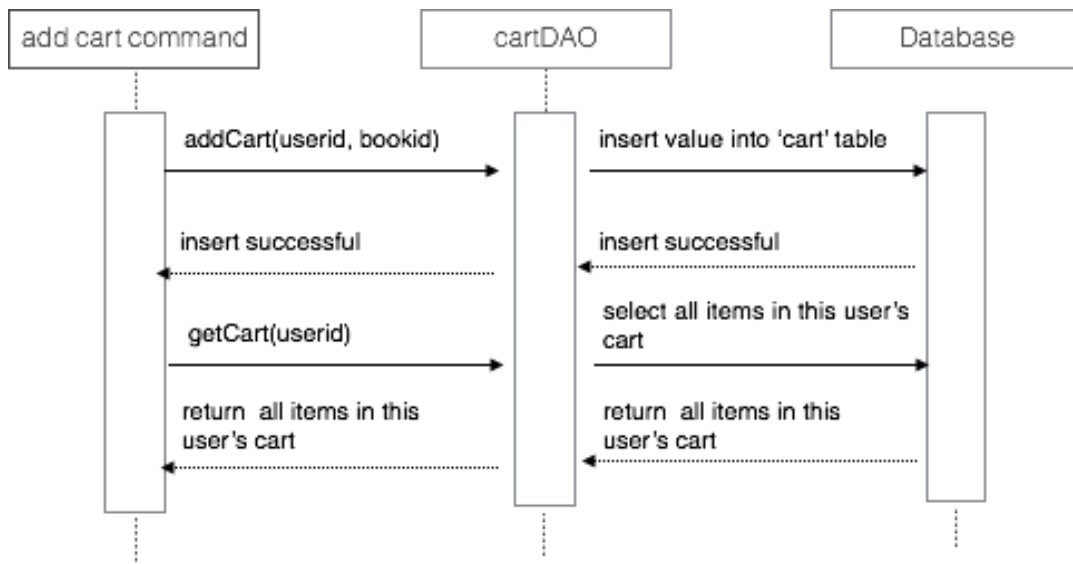 add cart command
cartDAO
Database
addCart(userid, bookid)
insert value into ‘cart’ table
insert successful
insert successful
getCart(userid)
select all items in this user’s
cart
return all items in this
user’s cart
return all items in this
user’s cart